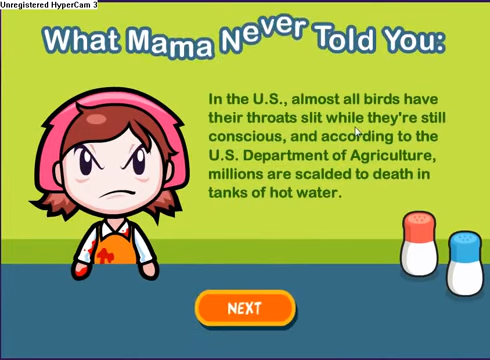 Unregistered HyperCam 3
What Mama Never Told You:
In the U.S., almost all birds have
their throats slit while they're still
conscious, and according to the
U.S. Department of Agriculture,
millions are scalded to death in
tanks of hot water.
NEXT